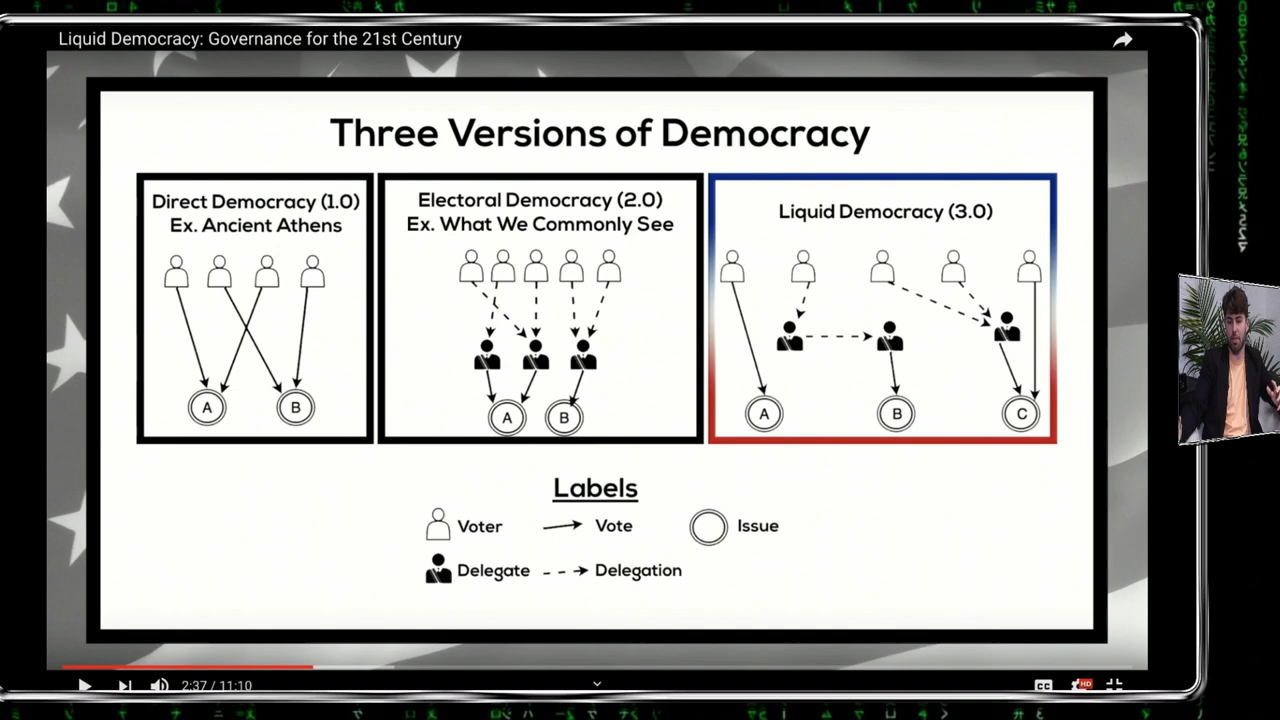 Liquid Democracy: Governance for the 21st Century
Three Versions of Democracy
Direct Democracy (1.0)
Ex. Ancient Athens
A
B
Electoral Democracy (2.0)
Ex. What We Commonly See
A
B
Liquid Democracy (3.0)
A
B
C
Labels
Voter
Vote
Issue
Delegate
Delegation
2:37 / 11:10
CC
HD